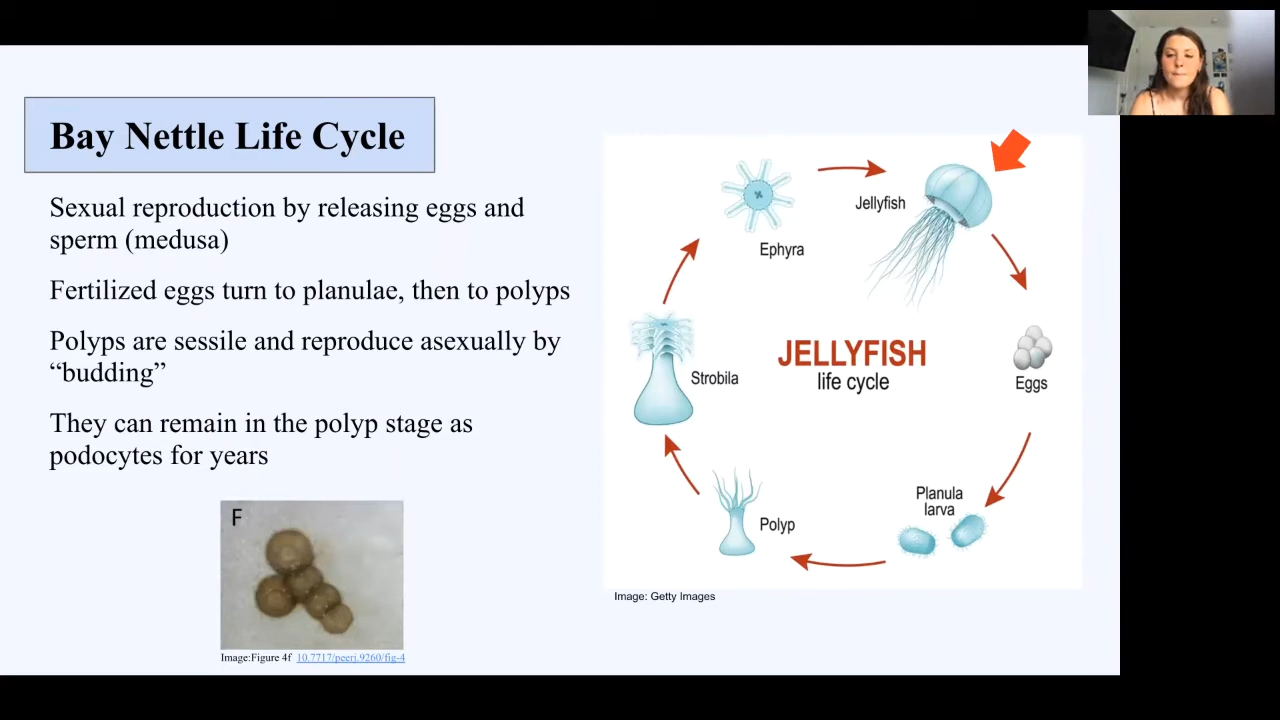 Bay Nettle Life Cycle
Sexual reproduction by releasing eggs and
sperm (medusa)
Fertilized eggs turn to planulae, then to polyps
Polyps are sessile and reproduce asexually by
“budding”
They can remain in the polyp stage as
podocytes for years
F
Image:Figure 4f 10.7717/peerj.9260/fig-4
Ephyra
Jellyfish
Strobila
JELLYFISH
life cycle
Eggs
Polyp
Planula
larva
Image: Getty Images